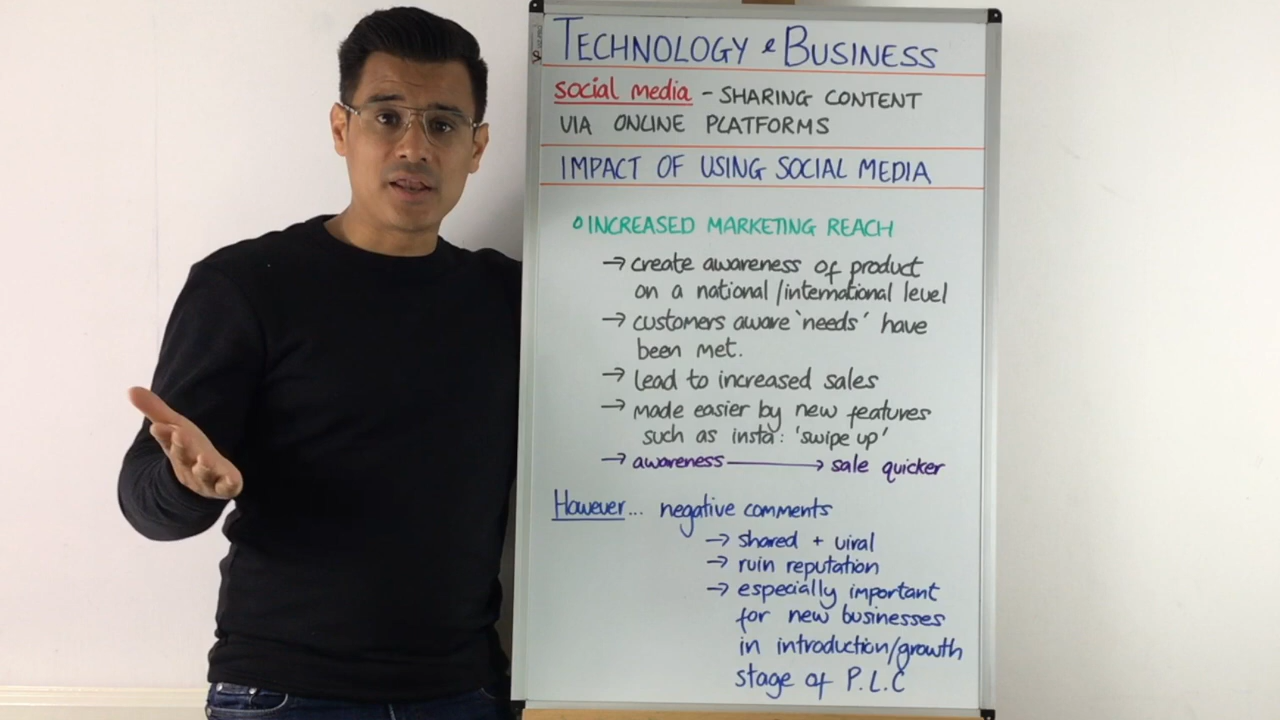 TECHNOLOGY & BUSINESS
social media - SHARING CONTENT
VIA ONLINE PLATFORMS
IMPACT OF USING SOCIAL MEDIA
INCREASED MARKETING REACH
→ create awareness of product
on a national/international level
→ customers aware 'needs' have
been met.
→ lead to increased sales
→ made easier by new features
such as insta: 'swipe up'
→ awareness → sale quicker
However... negative comments
→ shared + viral
→ ruin reputation
→ especially important
for new businesses
in introduction/growth
stage of P.L.C